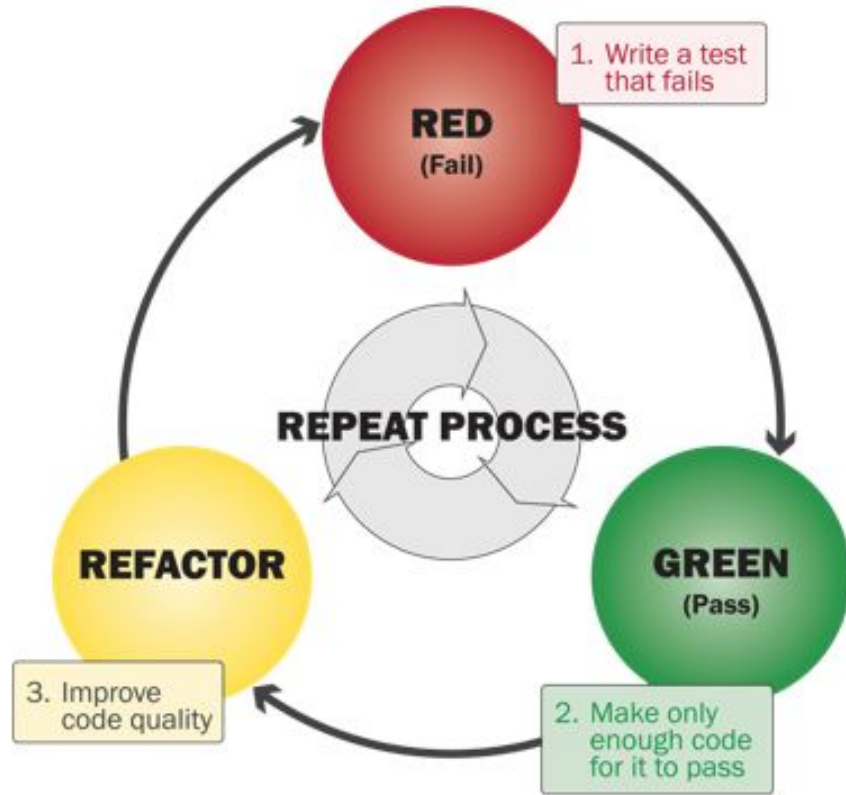 1. Write a test
that fails
RED
(Fail)
REPEAT PROCESS
REFACTOR
GREEN
(Pass)
3. Improve
code quality
2. Make only
enough code
for it to pass